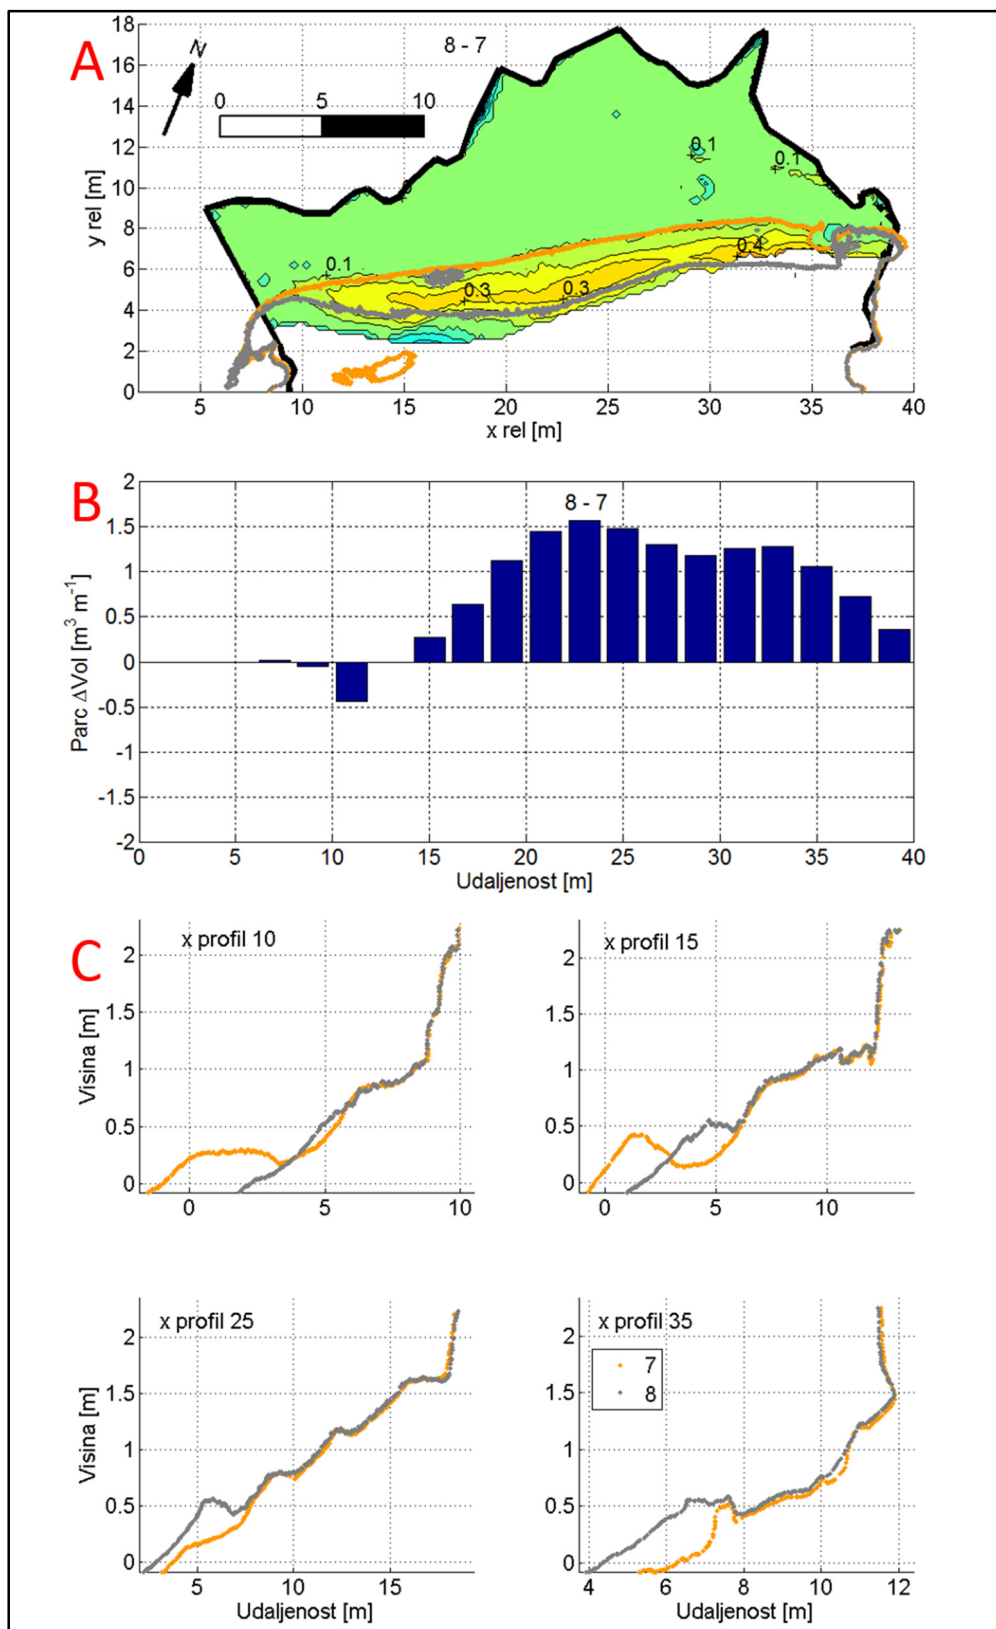 A
8 - 7
N
0 5 10
18
16
14
12
10
8
6
4
2
0
y rel [m]
0.1
0.1
0.1
0.3
0.3
0.4
5 10 15 20 25 30 35 40
x rel [m]
B
8 - 7
2
1.5
1
0.5
0
-0.5
-1
-1.5
-2
Parc ΔVol [m³ m⁻¹]
0 5 10 15 20 25 30 35 40
Udaljenost [m]
C
x profil 10
2
1.5
1
0.5
0
Visina [m]
0 5 10
x profil 15
2
1.5
1
0.5
0
0 5 10
x profil 25
2
1.5
1
0.5
0
Visina [m]
5 10 15
Udaljenost [m]
x profil 35
7
8
2
1.5
1
0.5
0
4 6 8 10 12
Udaljenost [m]